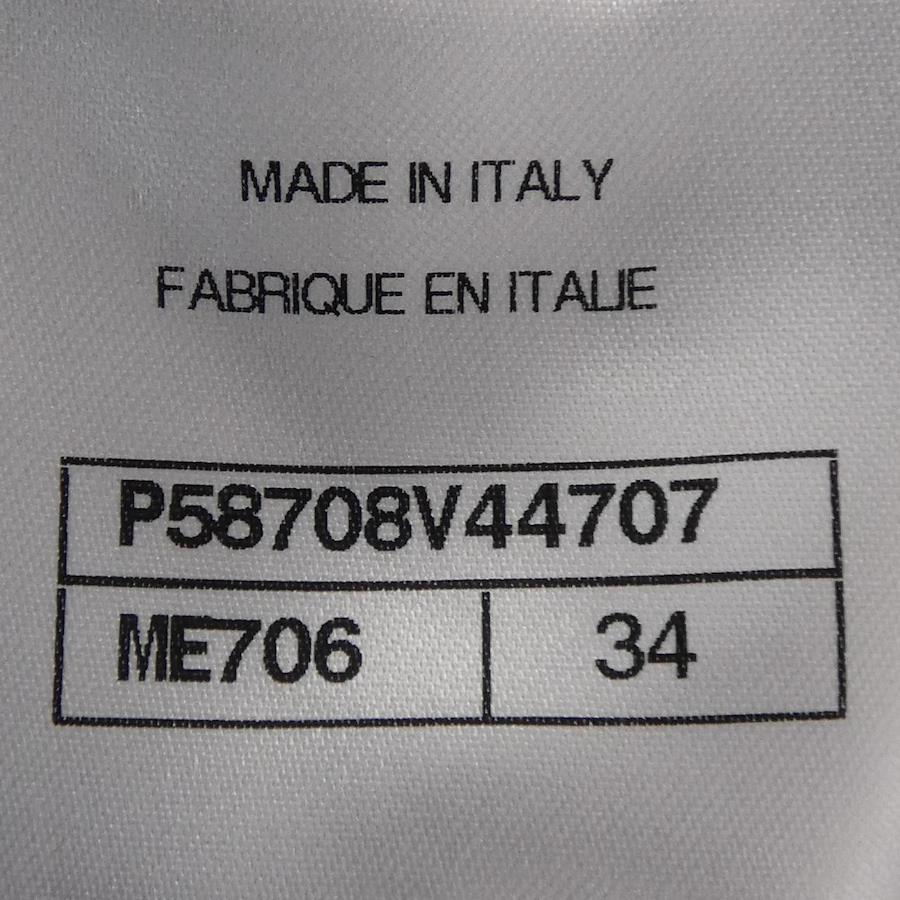 MADE IN ITALY
FABRIQUE EN ITALIE
P58708V44707
ME706 34